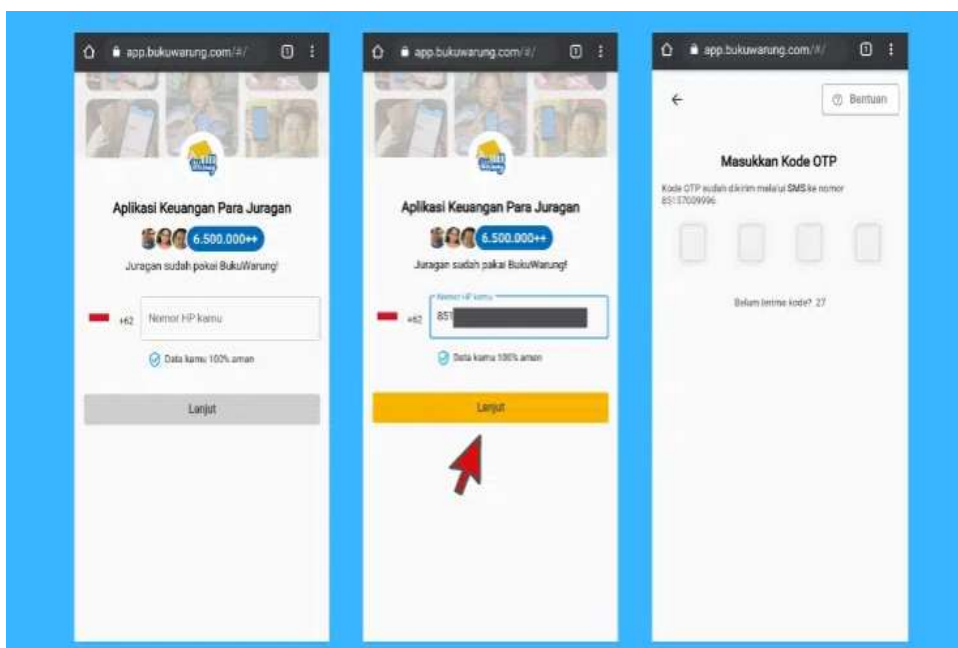 app.bukuwarung.com/#/
1
Aplikasi Keuangan Para Juragan
6.500.000++
Juragan sudah pakai BukuWarung!
+62
Nomor HP kamu
Data kamu 100% aman
Lanjut
app.bukuwarung.com/#/
1
Aplikasi Keuangan Para Juragan
6.500.000++
Juragan sudah pakai BukuWarung!
Nomor HP kamu
+62
851
Data kamu 100% aman
Lanjut
app.bukuwarung.com/#/
1
Bantuan
Masukkan Kode OTP
Kode OTP sudah dikirim melalui SMS ke nomor
85157009996
Belum terima kode? 27